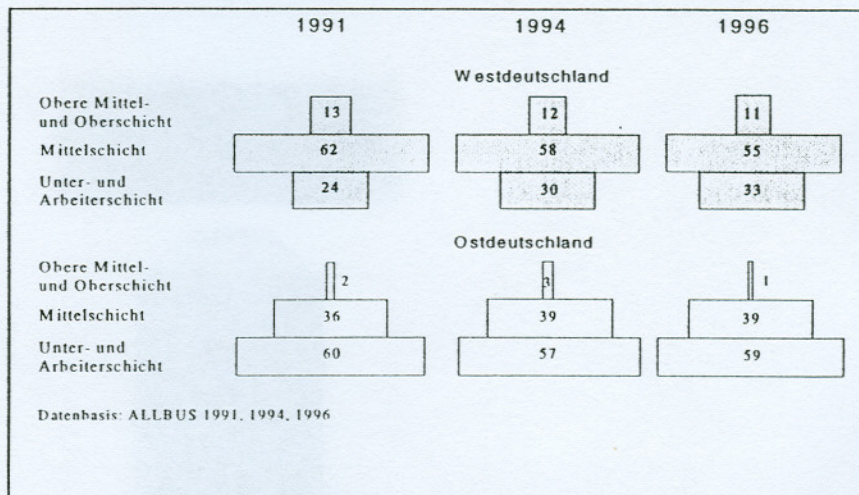 1991 1994 1996
Westdeutschland
Obere Mittel-
und Oberschicht 13 12 11
Mittelschicht 62 58 55
Unter- und
Arbeiterschicht 24 30 33
Ostdeutschland
Obere Mittel-
und Oberschicht 2 3 1
Mittelschicht 36 39 39
Unter- und
Arbeiterschicht 60 57 59
Datenbasis: ALLBUS 1991, 1994, 1996